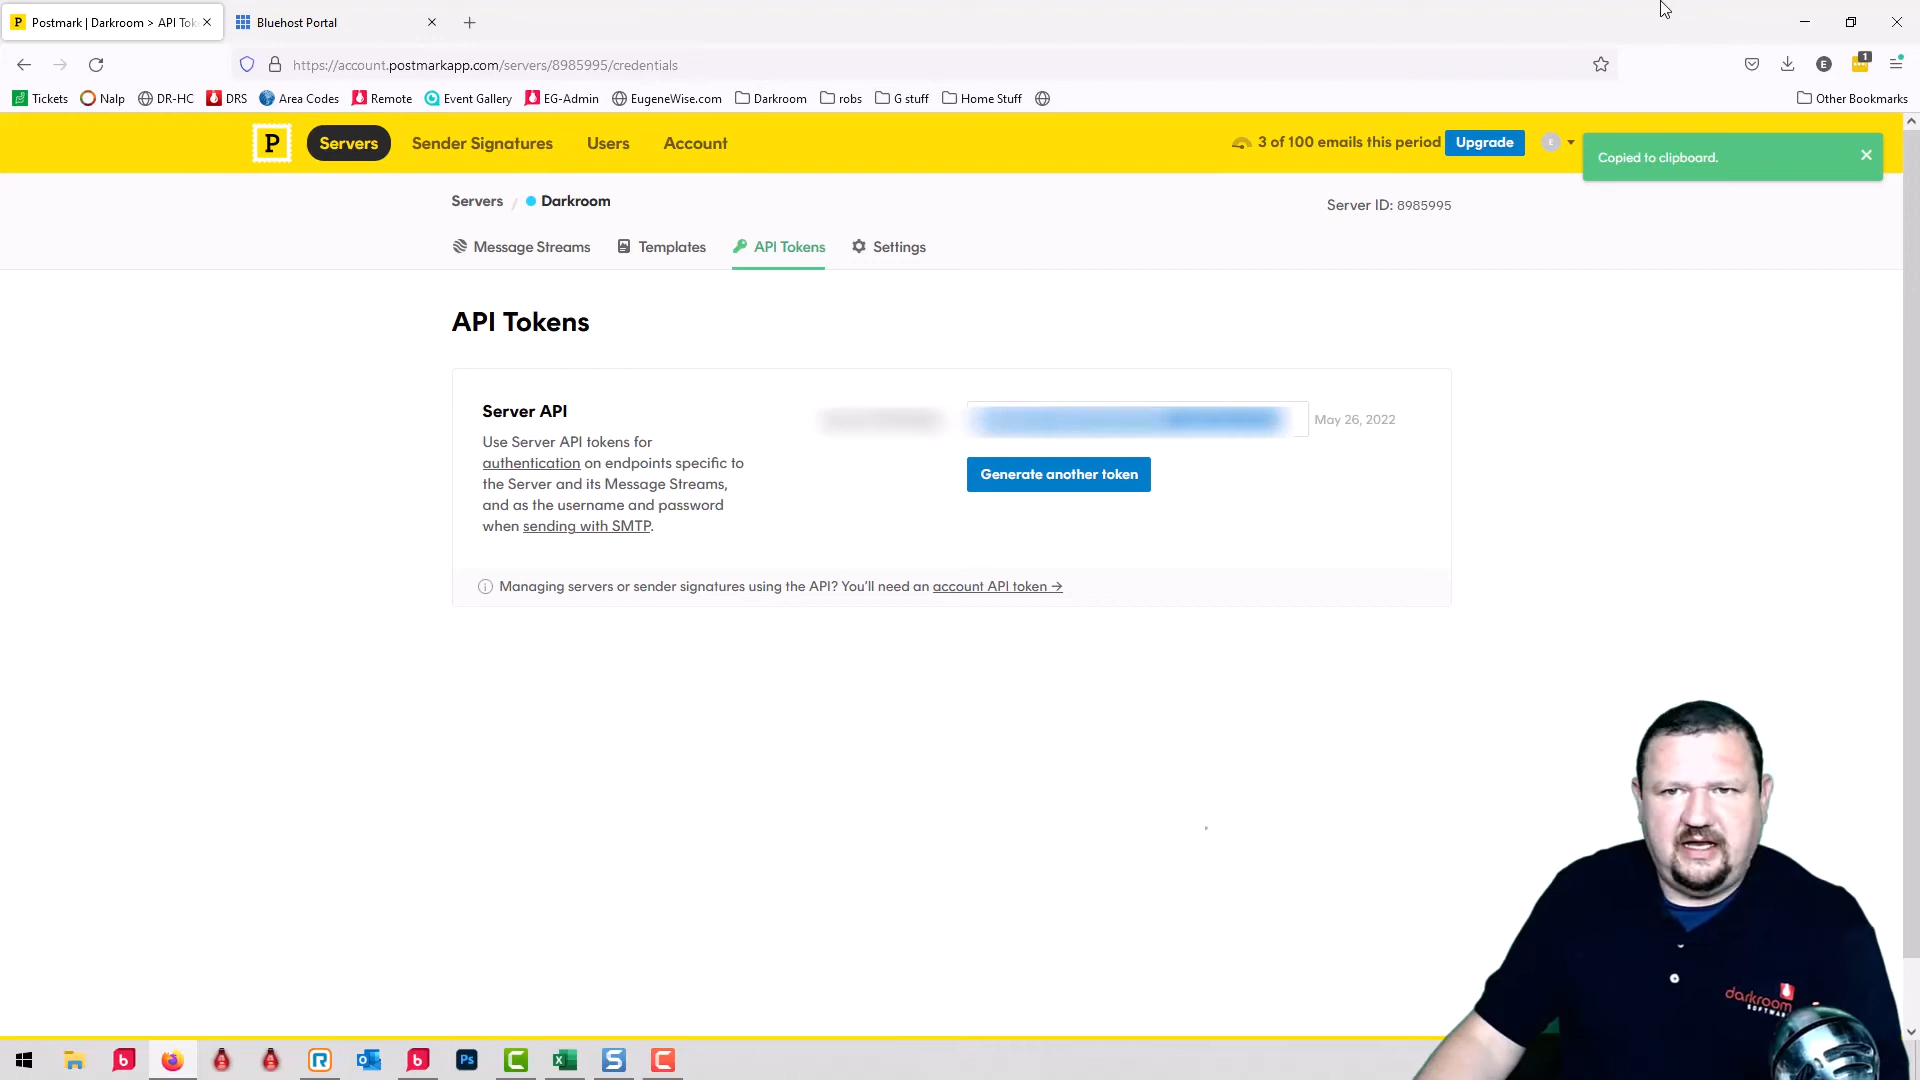 Postmark | Darkroom > API Tok
Bluehost Portal
https://account.postmarkapp.com/servers/8985995/credentials
1
Tickets
Nalp
DR-HC
DRS
Area Codes
Remote
Event Gallery
EG-Admin
EugeneWise.com
Darkroom
robs
G stuff
Home Stuff
Other Bookmarks
P
Servers
Sender Signatures
Users
Account
3 of 100 emails this period
Upgrade
E
Copied to clipboard.
Servers / Darkroom
Server ID: 8985995
Message Streams
Templates
API Tokens
Settings
API Tokens
Server API
Use Server API tokens for
authentication on endpoints specific to
the Server and its Message Streams,
and as the username and password
when sending with SMTP.
May 26, 2022
Generate another token
Managing servers or sender signatures using the API? You'll need an account API token →
darkroom
SOFTWAR